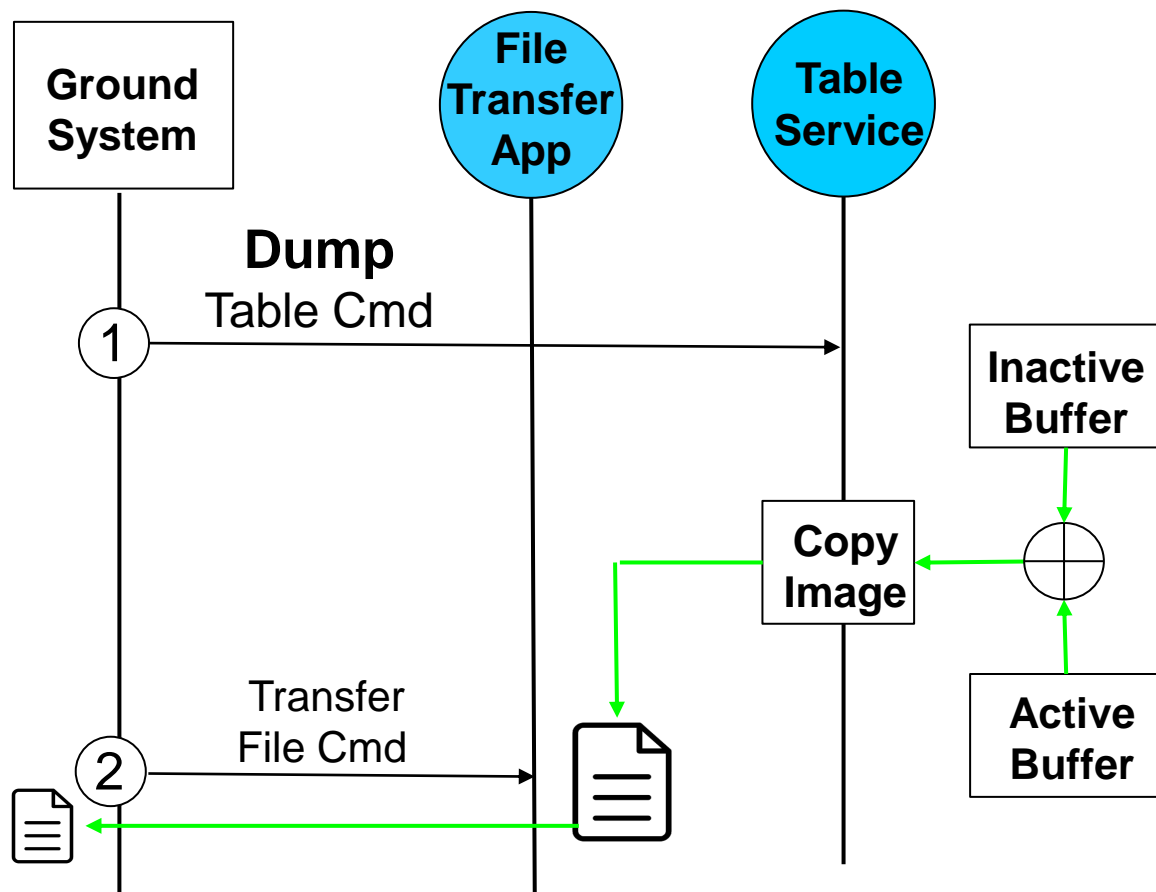 Ground
System
File
Transfer
App
Table
Service
Dump
Table Cmd
1
Inactive
Buffer
Copy
Image
Transfer
File Cmd
2
Active
Buffer